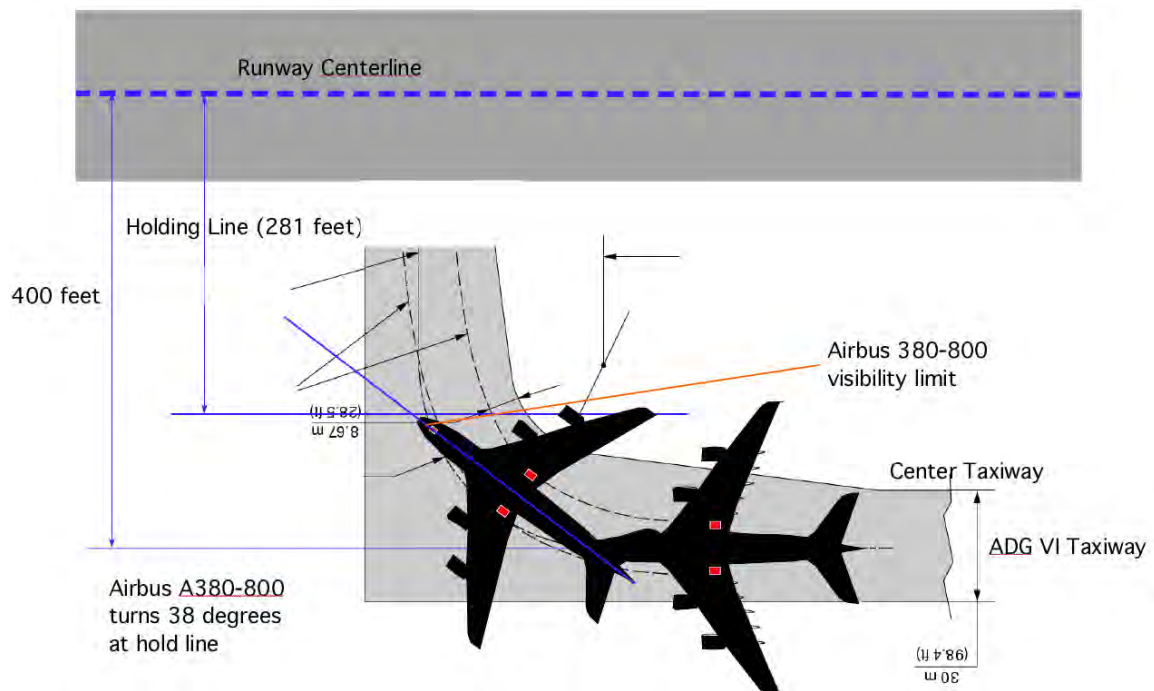 Runway Centerline
Holding Line (281 feet)
400 feet
Airbus 380-800
visibility limit
(28.5 ft)
8.67 m
Center Taxiway
ADG VI Taxiway
Airbus A380-800
turns 38 degrees
at hold line
(98.4 ft)
30 m